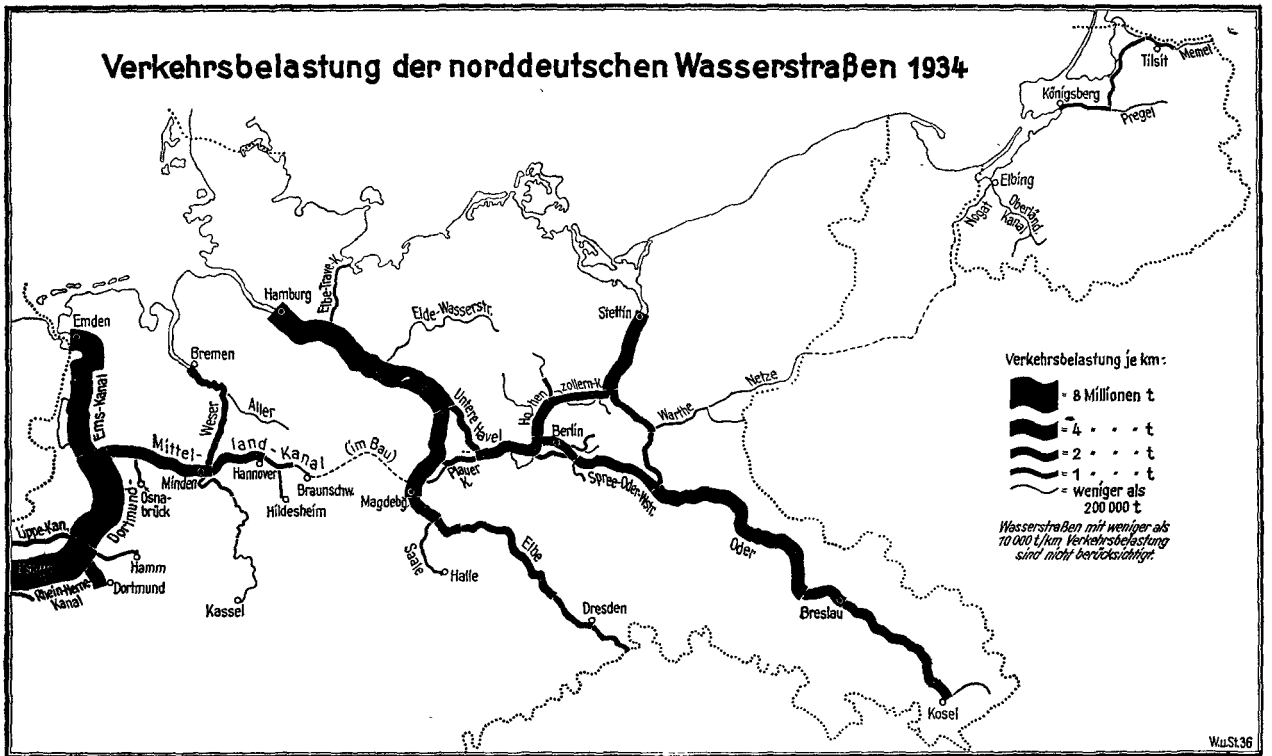 Verkehrsbelastung der norddeutschen Wasserstraßen 1934
Memel
Tilsit
Königsberg
Pregel
Elbing
Nogat
Oberländ.
Kanal
Elbe-Trave-K.
Hamburg
Elde-Wasserstr.
Stettin
Emden
Bremen
Ems-Kanal
Weser
Aller
Untere Havel
Hohen
zollern-K.
Berlin
Netze
Warthe
Mittel-
land-Kanal
(im Bau)
Minden
Hannover
Braunschw.
Hildesheim
Osna-
brück
Dortmund-
Magdebg.
Plauer
K.
Spree-Oder-Wstr.
Lippe-Kan.
Hamm
Dortmund
Rhein-Herne-
Kanal
Kassel
Saale
Halle
Elbe
Dresden
Oder
Breslau
Kosel
Verkehrsbelastung je km:
= 8 Millionen t
= 4 " " " t
= 2 " " " t
= 1 " " " t
= weniger als
200 000 t
Wasserstraßen mit weniger als
10 000 t/km Verkehrsbelastung
sind nicht berücksichtigt.
W.u.St.36